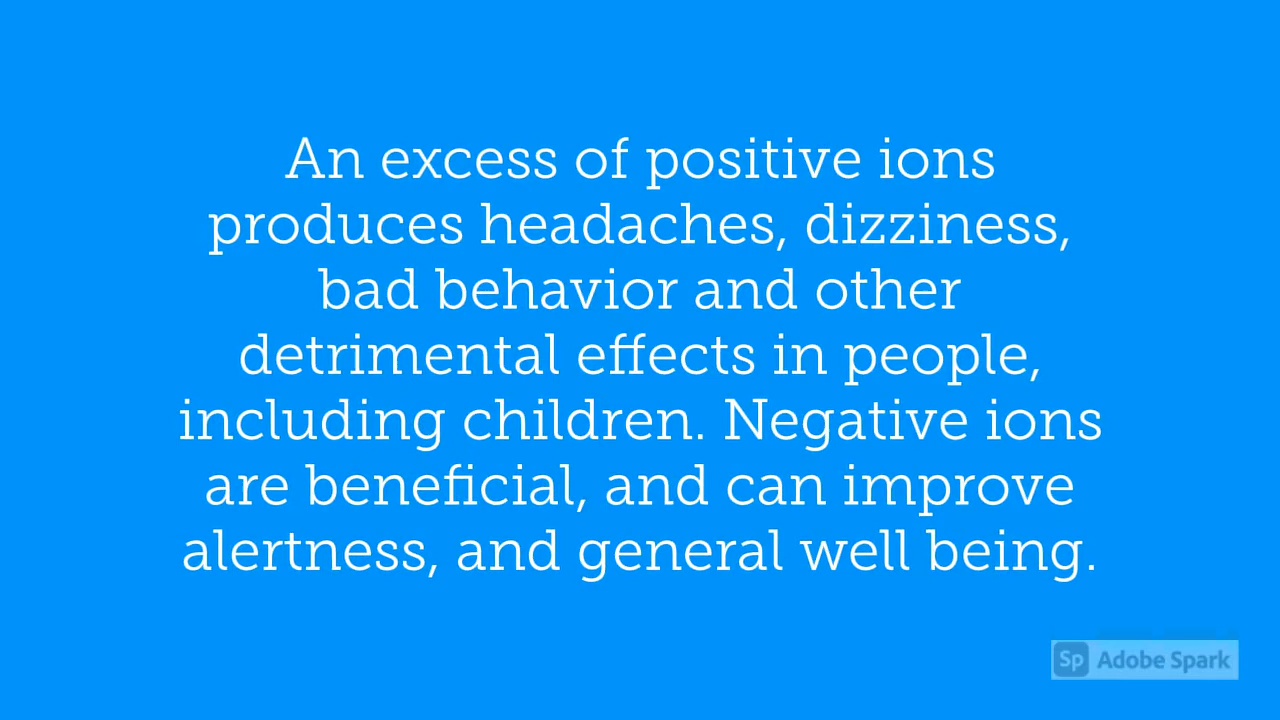 An excess of positive ions
produces headaches, dizziness,
bad behavior and other
detrimental effects in people,
including children. Negative ions
are beneficial, and can improve
alertness, and general well being.
Sp Adobe Spark